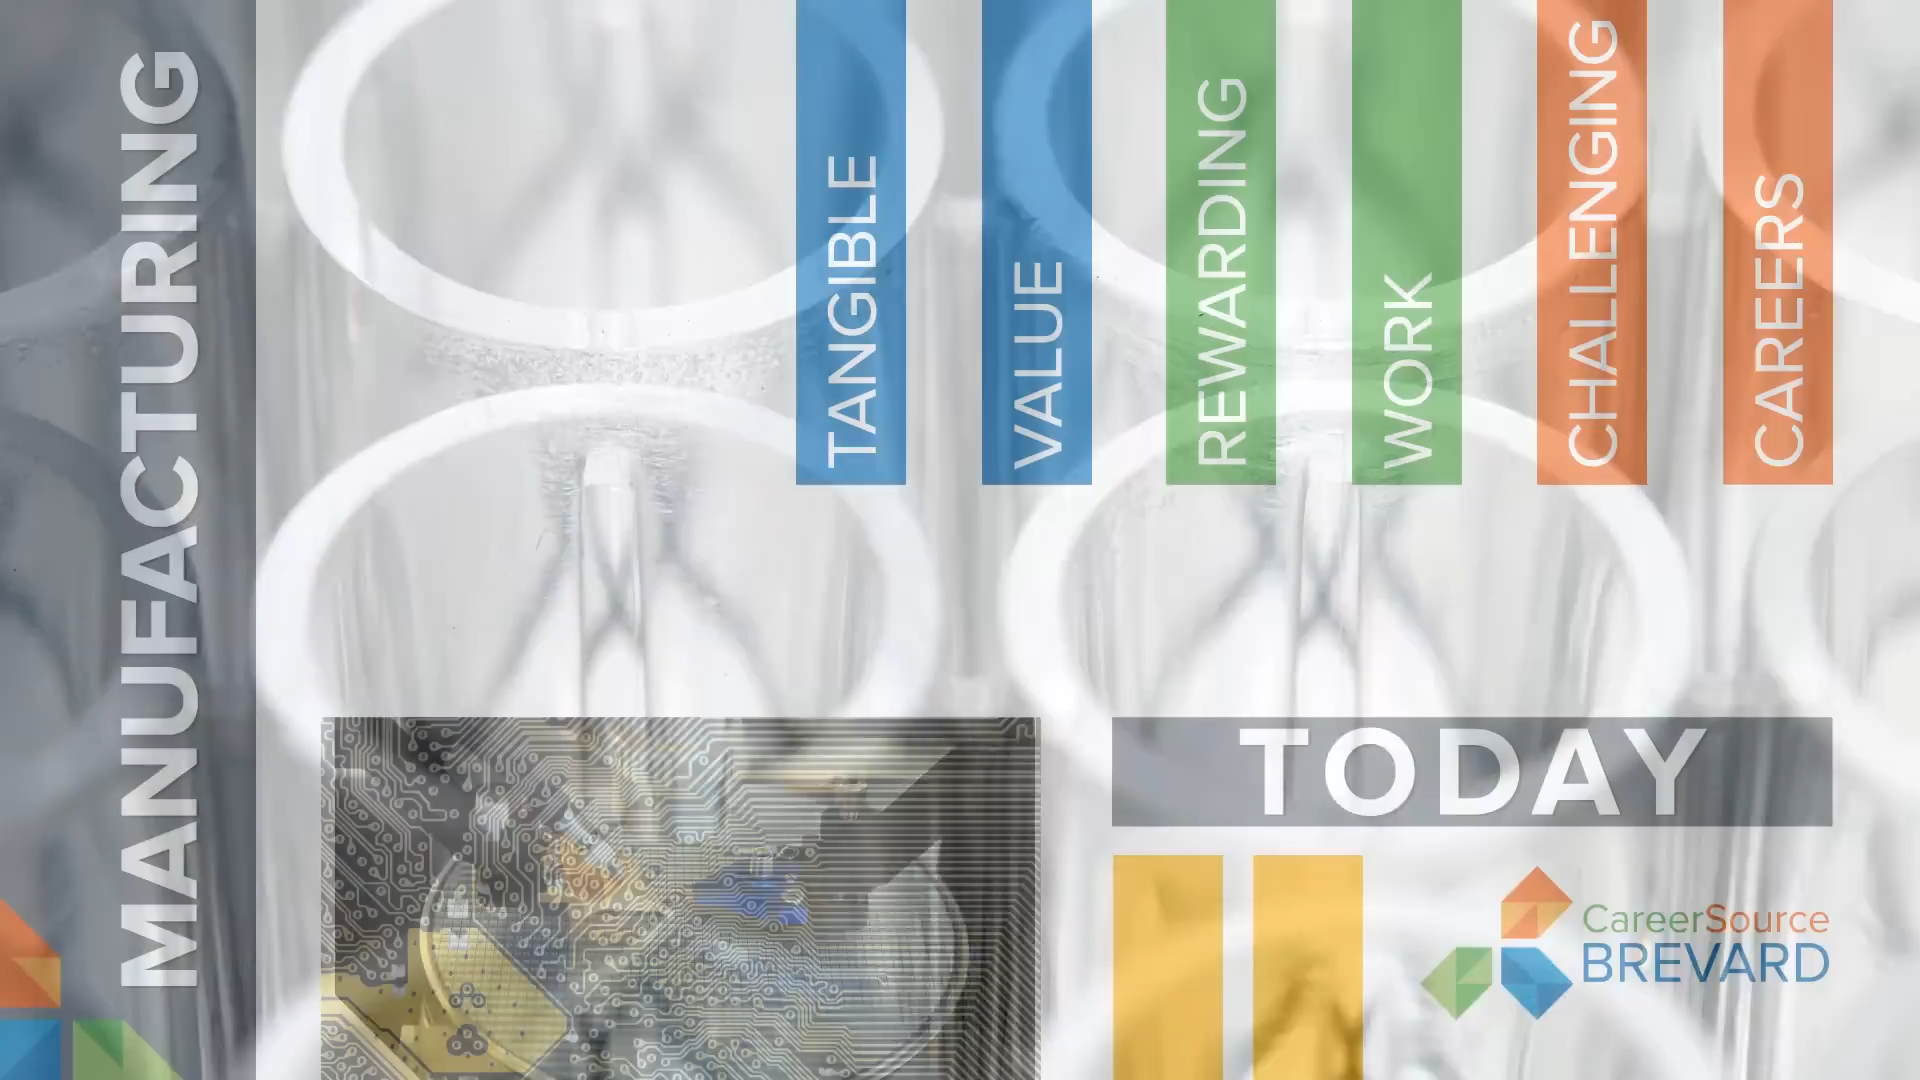 MANUFACTURING
TANGIBLE
VALUE
REWARDING
WORK
CHALLENGING
CAREERS
TODAY
CareerSource
BREVARD